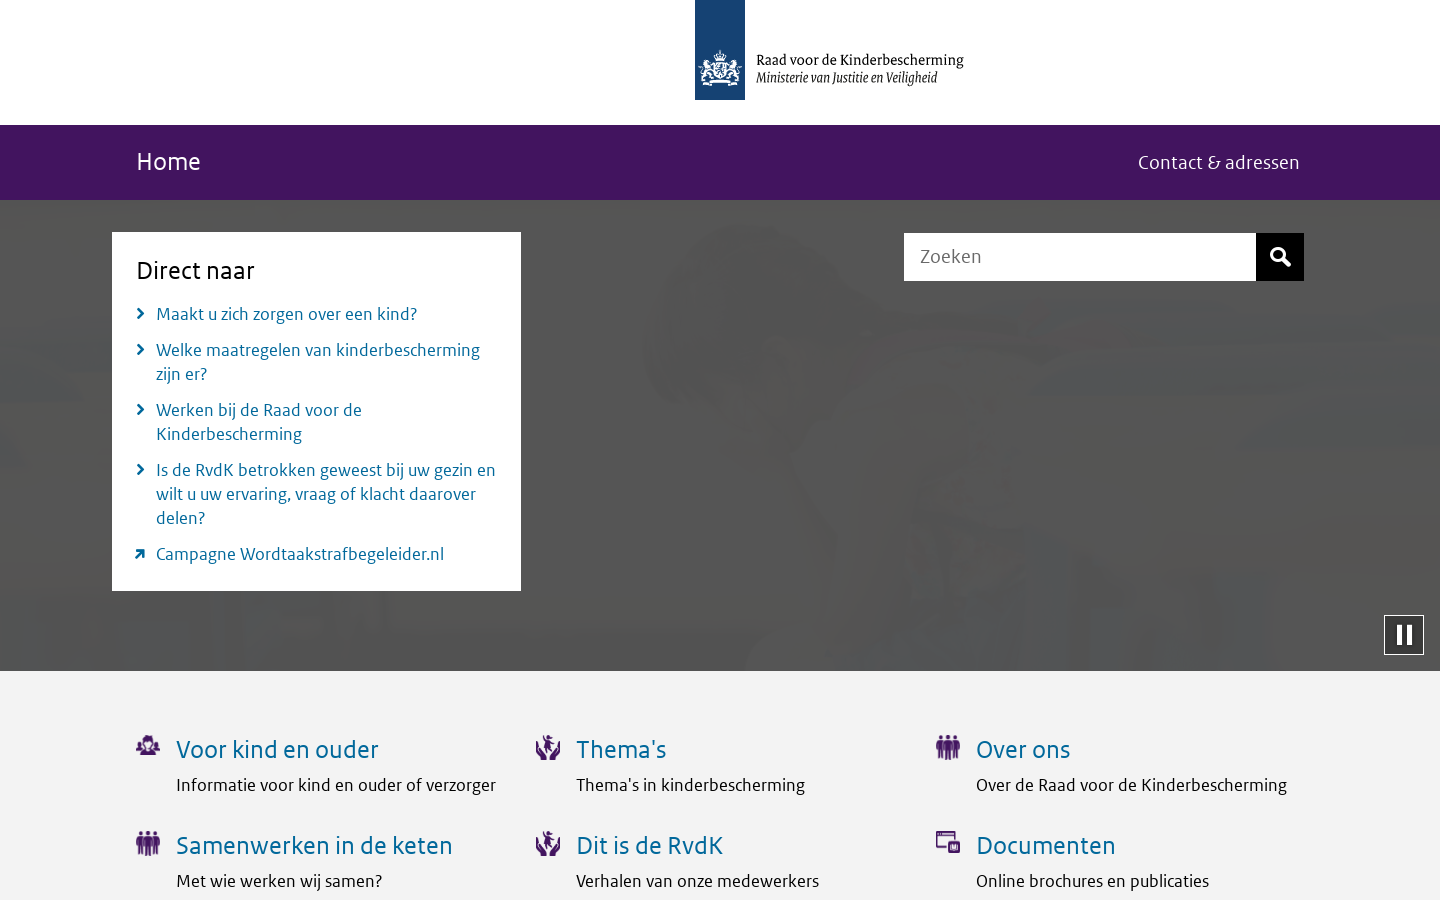 Raad voor de Kinderbescherming
Ministerie van Justitie en Veiligheid
Home
Contact & adressen
Direct naar
Maakt u zich zorgen over een kind?
Welke maatregelen van kinderbescherming
zijn er?
Werken bij de Raad voor de
Kinderbescherming
Is de RvdK betrokken geweest bij uw gezin en
wilt u uw ervaring, vraag of klacht daarover
delen?
Campagne Wordtaakstrafbegeleider.nl
Zoeken
Voor kind en ouder
Informatie voor kind en ouder of verzorger
Thema's
Thema's in kinderbescherming
Over ons
Over de Raad voor de Kinderbescherming
Samenwerken in de keten
Met wie werken wij samen?
Dit is de RvdK
Verhalen van onze medewerkers
Documenten
Online brochures en publicaties